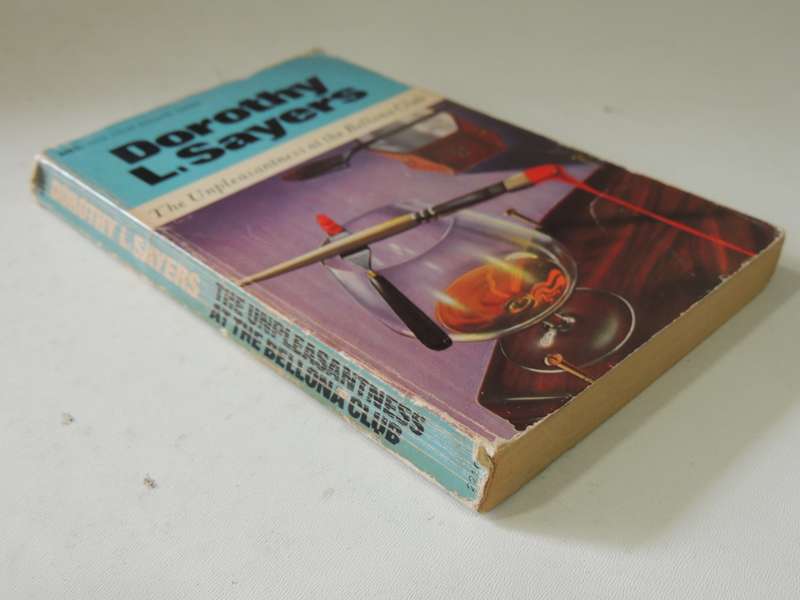 Dorothy
L. Sayers
The Unpleasantness at the Bellona Club
DOROTHY L. SAYERS
THE UNPLEASANTNESS
AT THE BELLONA CLUB